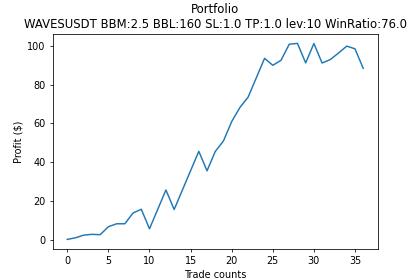 Portfolio
WAVESUSDT BBM:2.5 BBL:160 SL:1.0 TP:1.0 lev:10 WinRatio:76.0
100
80
60
40
20
0
Profit ($)
0 5 10 15 20 25 30 35
Trade counts